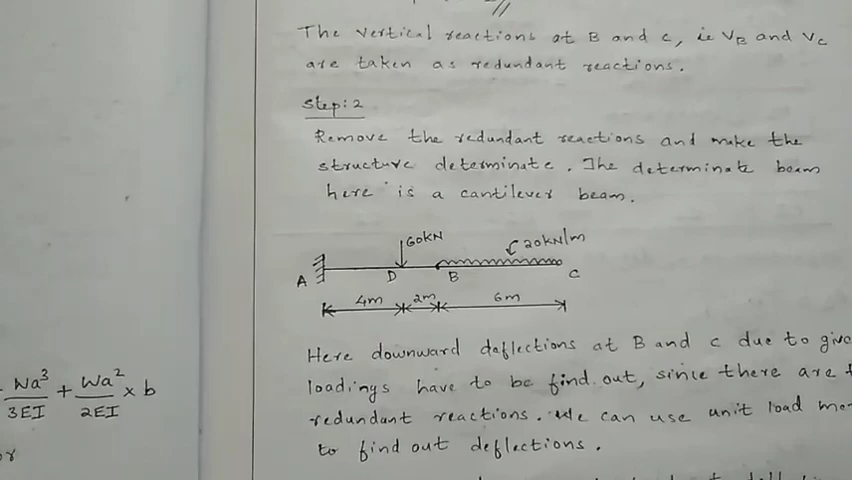 The vertical reactions at B and C, ie VB and VC
are taken as redundant reactions.
Step: 2
Remove the redundant reactions and make the
structure determinate. The determinate beam
here is a cantilever beam.
60kN
20kN/m
A
D
B
C
4m
2m
6m
Wa³/3EI + Wa²/2EI × b
Here downward deflections at B and C due to give
loadings have to be find out, since there are t
redundant reactions. We can use unit load me
to find out deflections.